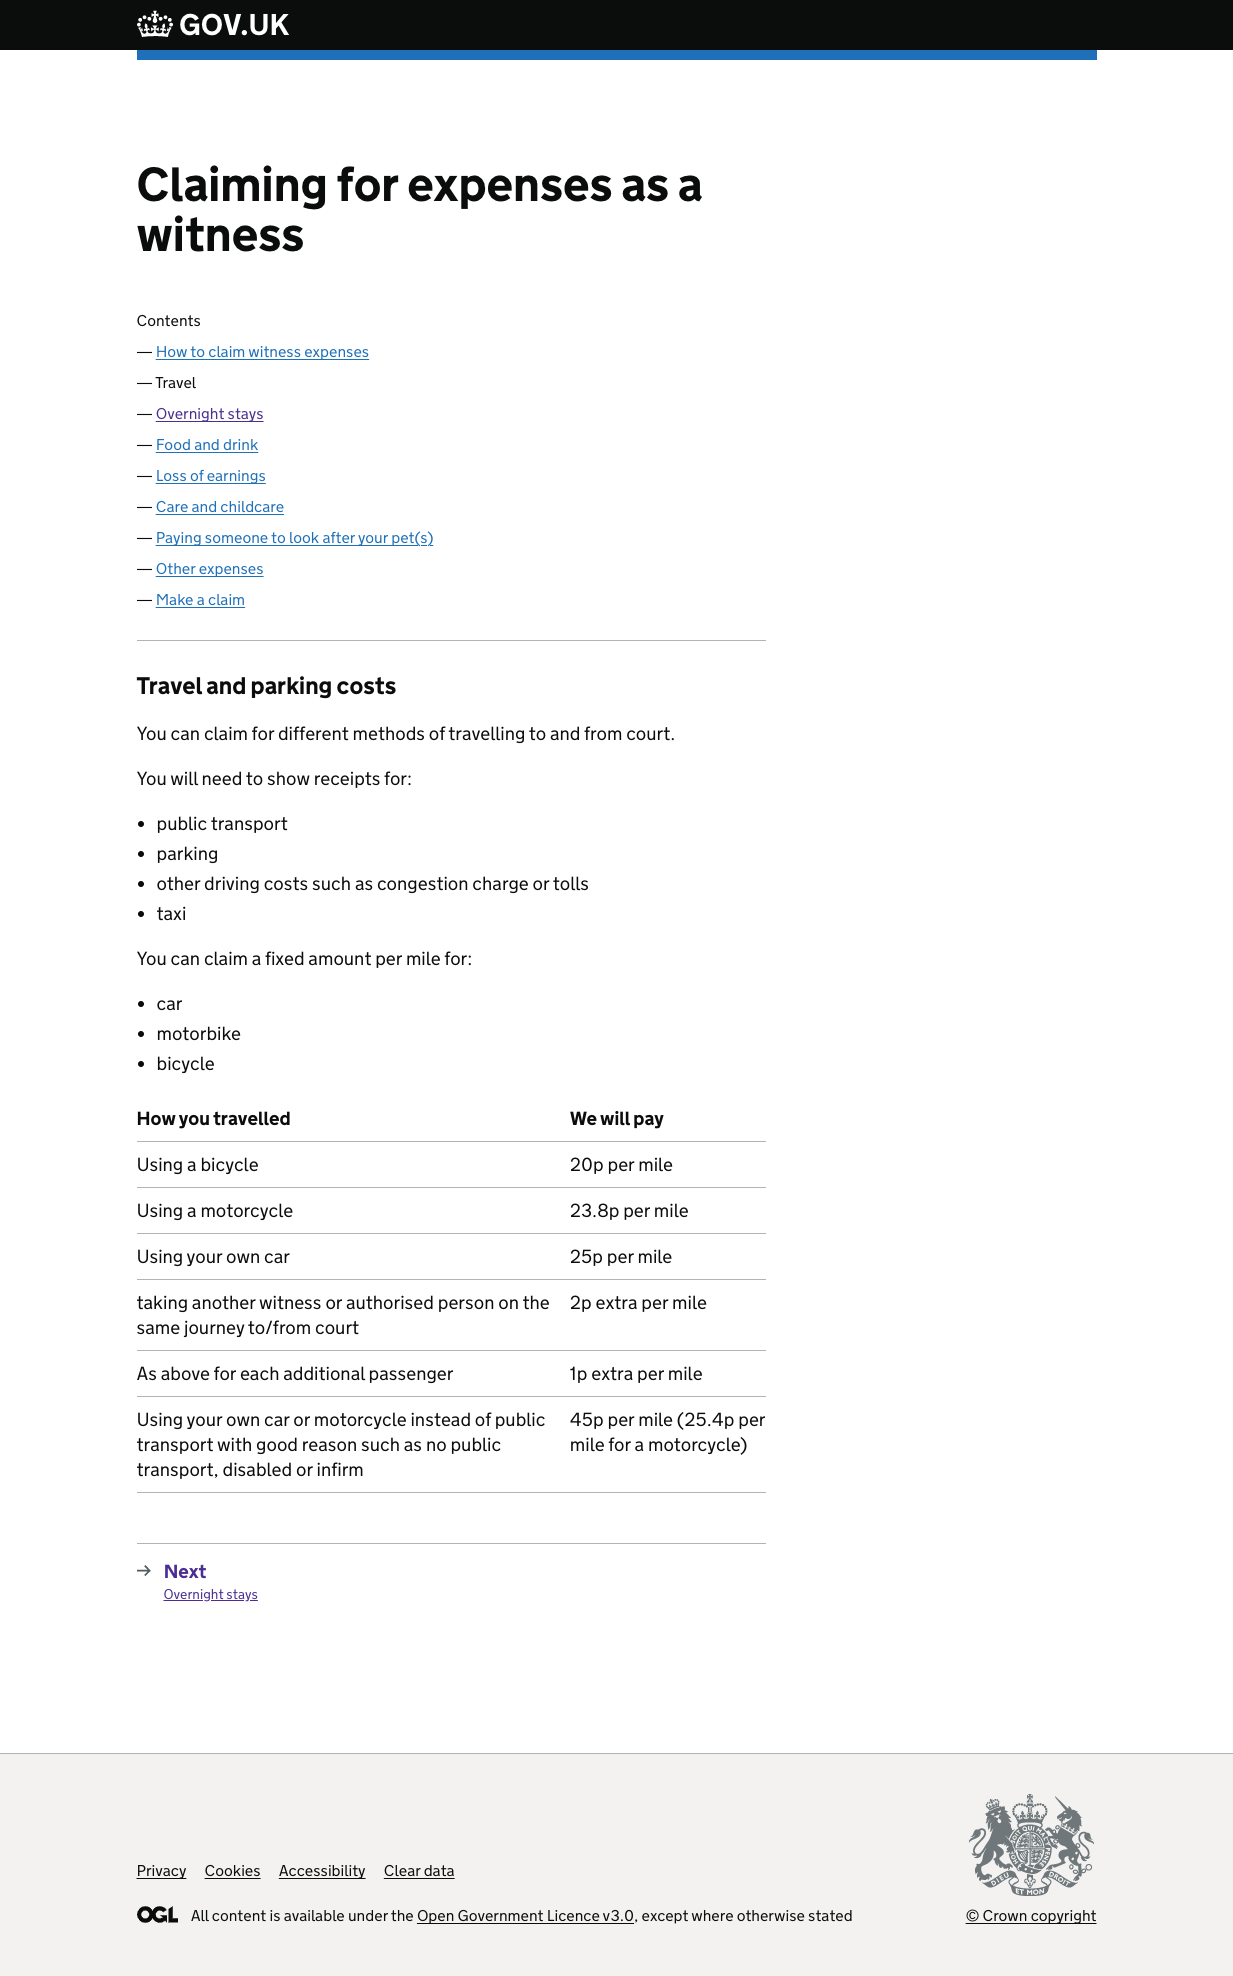 GOV.UK
Claiming for expenses as a
witness
Contents
— How to claim witness expenses
— Travel
— Overnight stays
— Food and drink
— Loss of earnings
— Care and childcare
— Paying someone to look after your pet(s)
— Other expenses
— Make a claim
Travel and parking costs
You can claim for different methods of travelling to and from court.
You will need to show receipts for:
• public transport
• parking
• other driving costs such as congestion charge or tolls
• taxi
You can claim a fixed amount per mile for:
• car
• motorbike
• bicycle
How you travelled We will pay
Using a bicycle 20p per mile
Using a motorcycle 23.8p per mile
Using your own car 25p per mile
taking another witness or authorised person on the 2p extra per mile
same journey to/from court
As above for each additional passenger 1p extra per mile
Using your own car or motorcycle instead of public 45p per mile (25.4p per
transport with good reason such as no public mile for a motorcycle)
transport, disabled or infirm
→ Next
Overnight stays
Privacy Cookies Accessibility Clear data
DIEU ET MON DROIT
OGL All content is available under the Open Government Licence v3.0, except where otherwise stated © Crown copyright